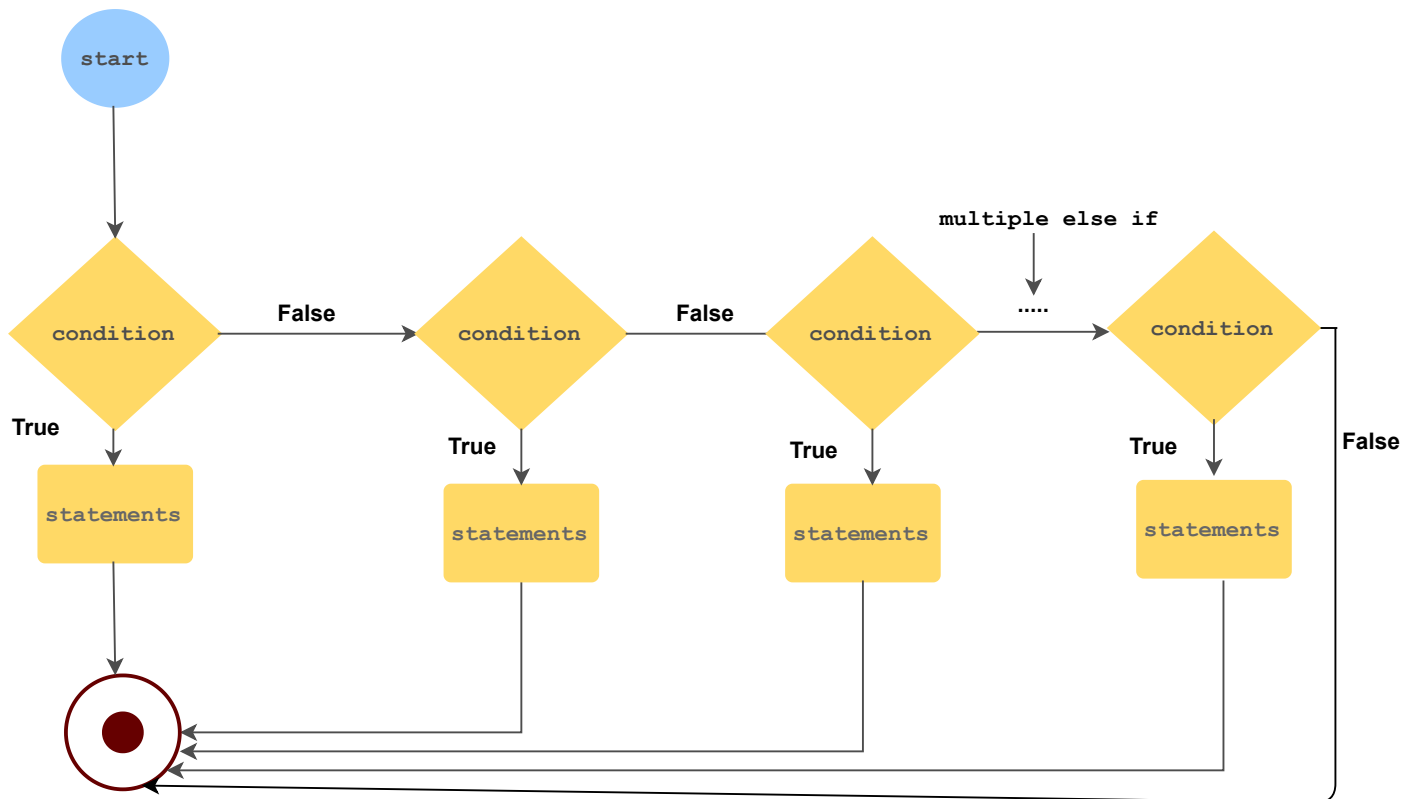 start
multiple else if
.....
False
False
condition
condition
condition
condition
True
True
True
True
False
statements
statements
statements
statements